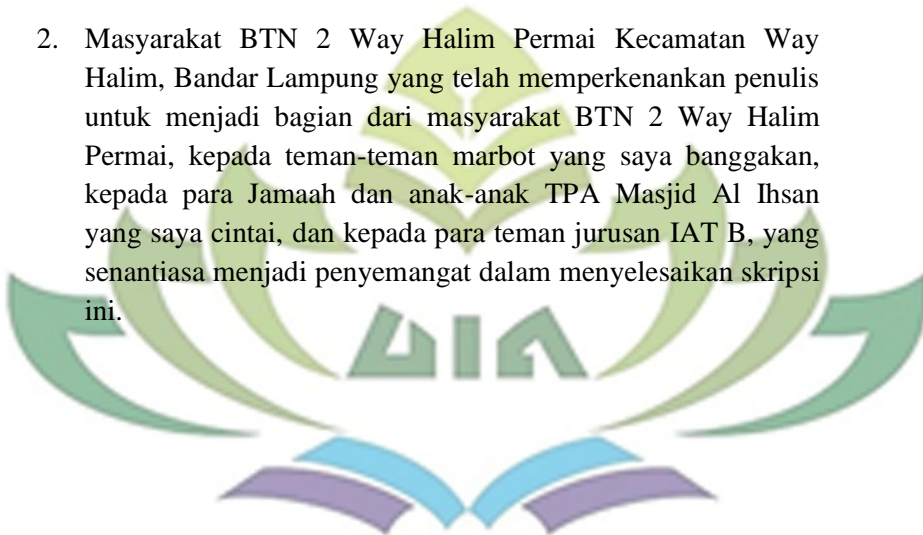 2. Masyarakat BTN 2 Way Halim Permai Kecamatan Way
Halim, Bandar Lampung yang telah memperkenankan penulis
untuk menjadi bagian dari masyarakat BTN 2 Way Halim
Permai, kepada teman-teman marbot yang saya banggakan,
kepada para Jamaah dan anak-anak TPA Masjid Al Ihsan
yang saya cintai, dan kepada para teman jurusan IAT B, yang
senantiasa menjadi penyemangat dalam menyelesaikan skripsi
ini.
UIN